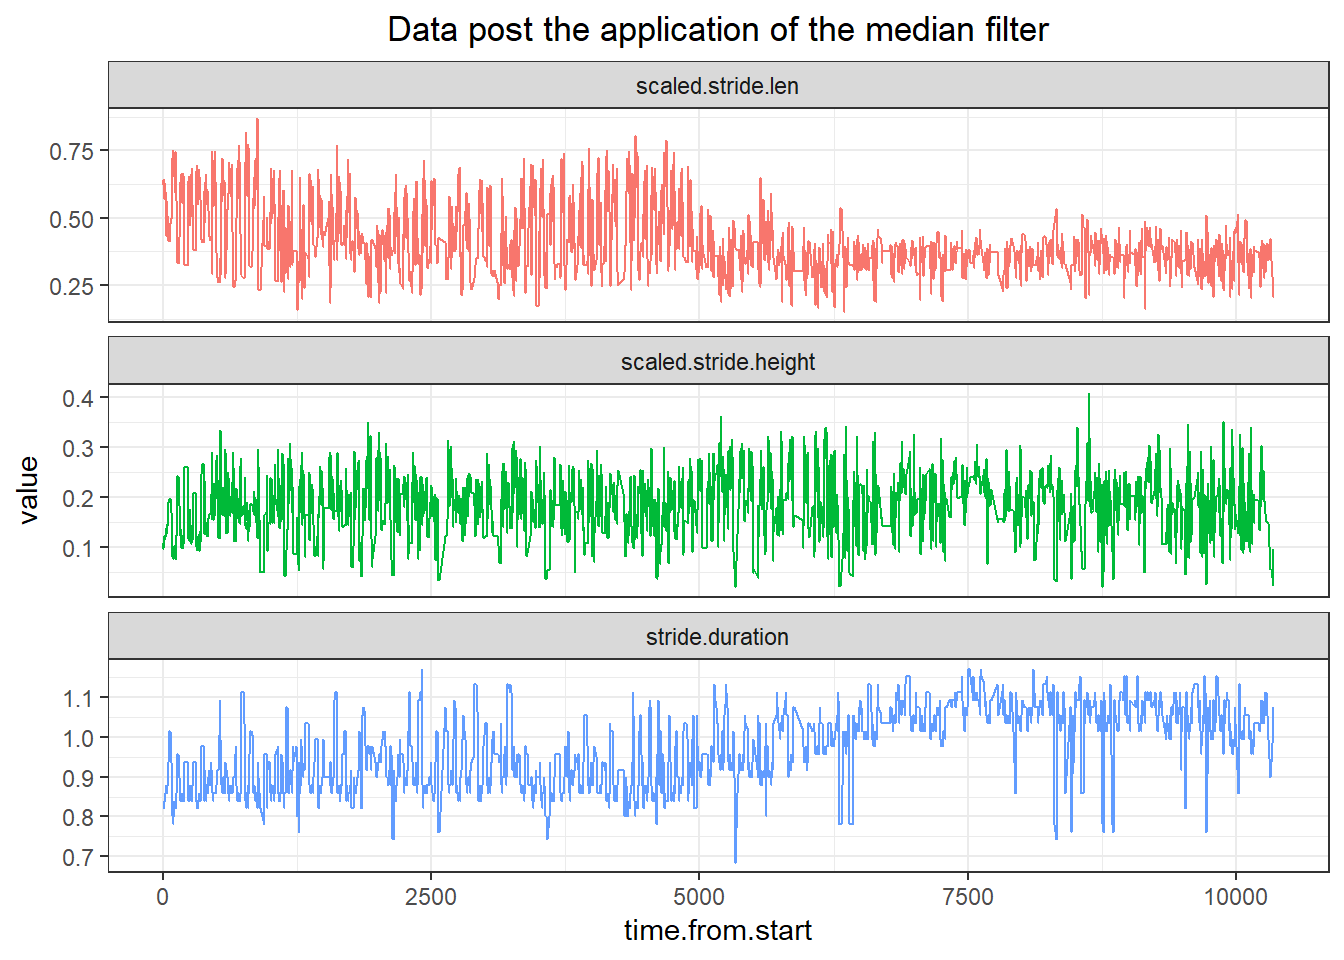 Data post the application of the median filter
scaled.stride.len
0.75
0.50
0.25
scaled.stride.height
0.4
0.3
0.2
0.1
value
stride.duration
1.1
1.0
0.9
0.8
0.7
0 2500 5000 7500 10000
time.from.start